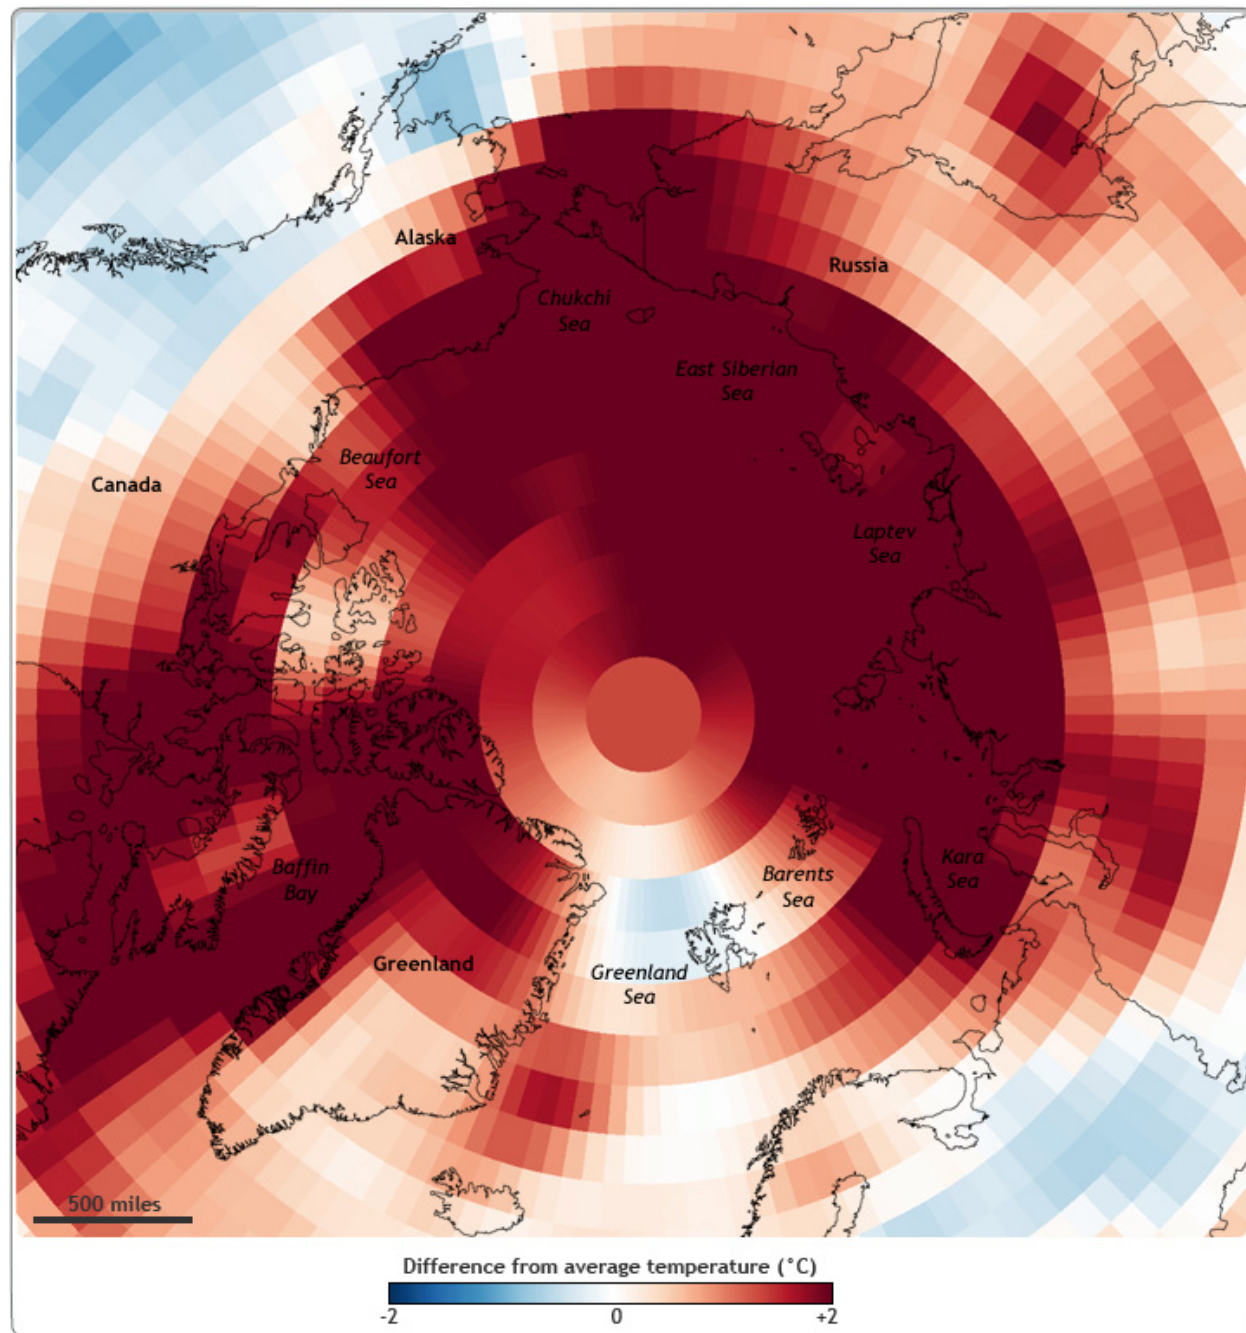 Alaska
Russia
Chukchi
Sea
East Siberian
Sea
Beaufort
Sea
Canada
Laptev
Sea
Baffin
Bay
Kara
Sea
Barents
Sea
Greenland
Greenland
Sea
500 miles
Difference from average temperature (°C)
-2 0 +2